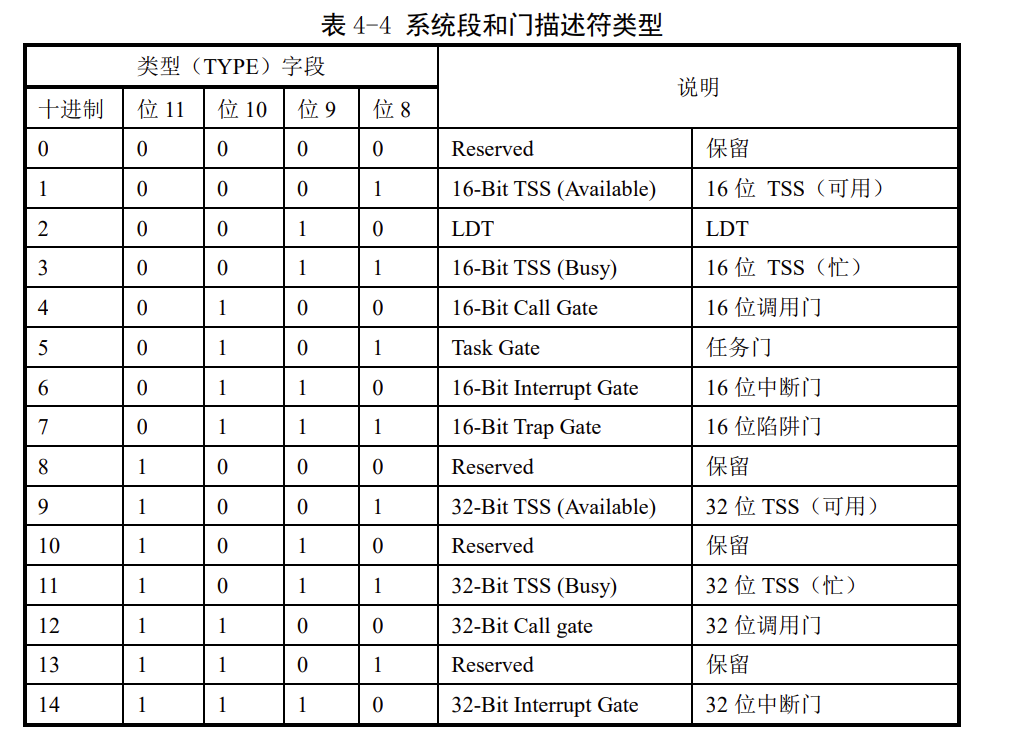 表 4-4 系统段和门描述符类型
类型（TYPE）字段 说明
十进制 位 11 位 10 位 9 位 8
0 0 0 0 0 Reserved 保留
1 0 0 0 1 16-Bit TSS (Available) 16 位 TSS（可用）
2 0 0 1 0 LDT LDT
3 0 0 1 1 16-Bit TSS (Busy) 16 位 TSS（忙）
4 0 1 0 0 16-Bit Call Gate 16 位调用门
5 0 1 0 1 Task Gate 任务门
6 0 1 1 0 16-Bit Interrupt Gate 16 位中断门
7 0 1 1 1 16-Bit Trap Gate 16 位陷阱门
8 1 0 0 0 Reserved 保留
9 1 0 0 1 32-Bit TSS (Available) 32 位 TSS（可用）
10 1 0 1 0 Reserved 保留
11 1 0 1 1 32-Bit TSS (Busy) 32 位 TSS（忙）
12 1 1 0 0 32-Bit Call gate 32 位调用门
13 1 1 0 1 Reserved 保留
14 1 1 1 0 32-Bit Interrupt Gate 32 位中断门